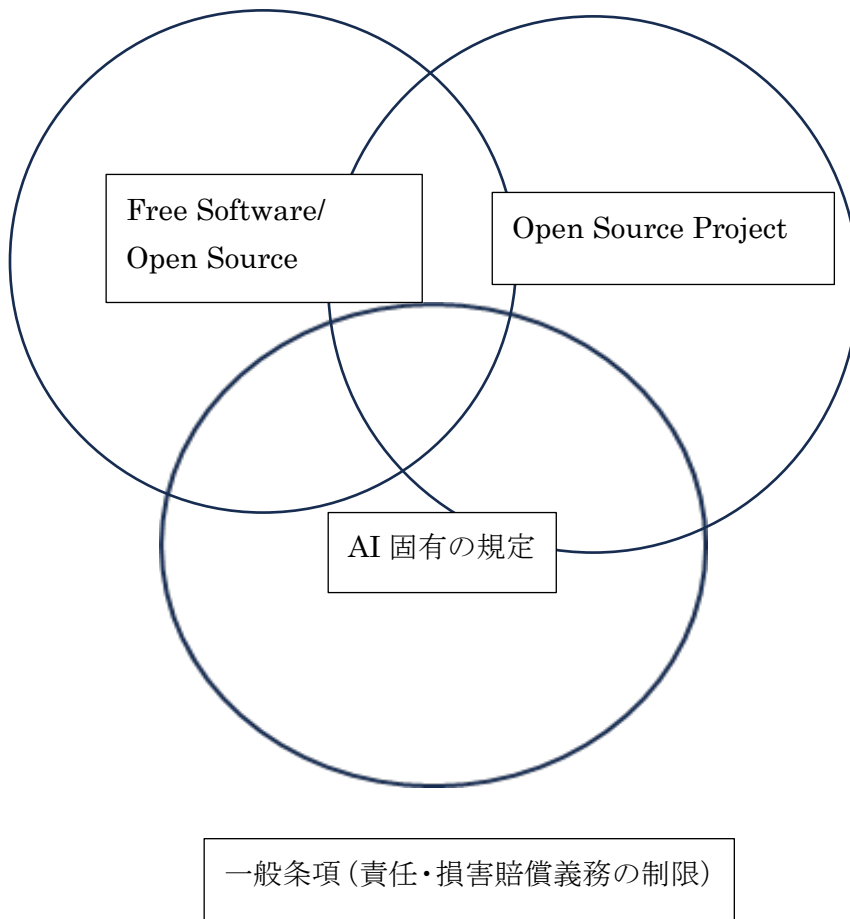 Free Software/
Open Source
Open Source Project
AI 固有の規定
一般条項(責任・損害賠償義務の制限)